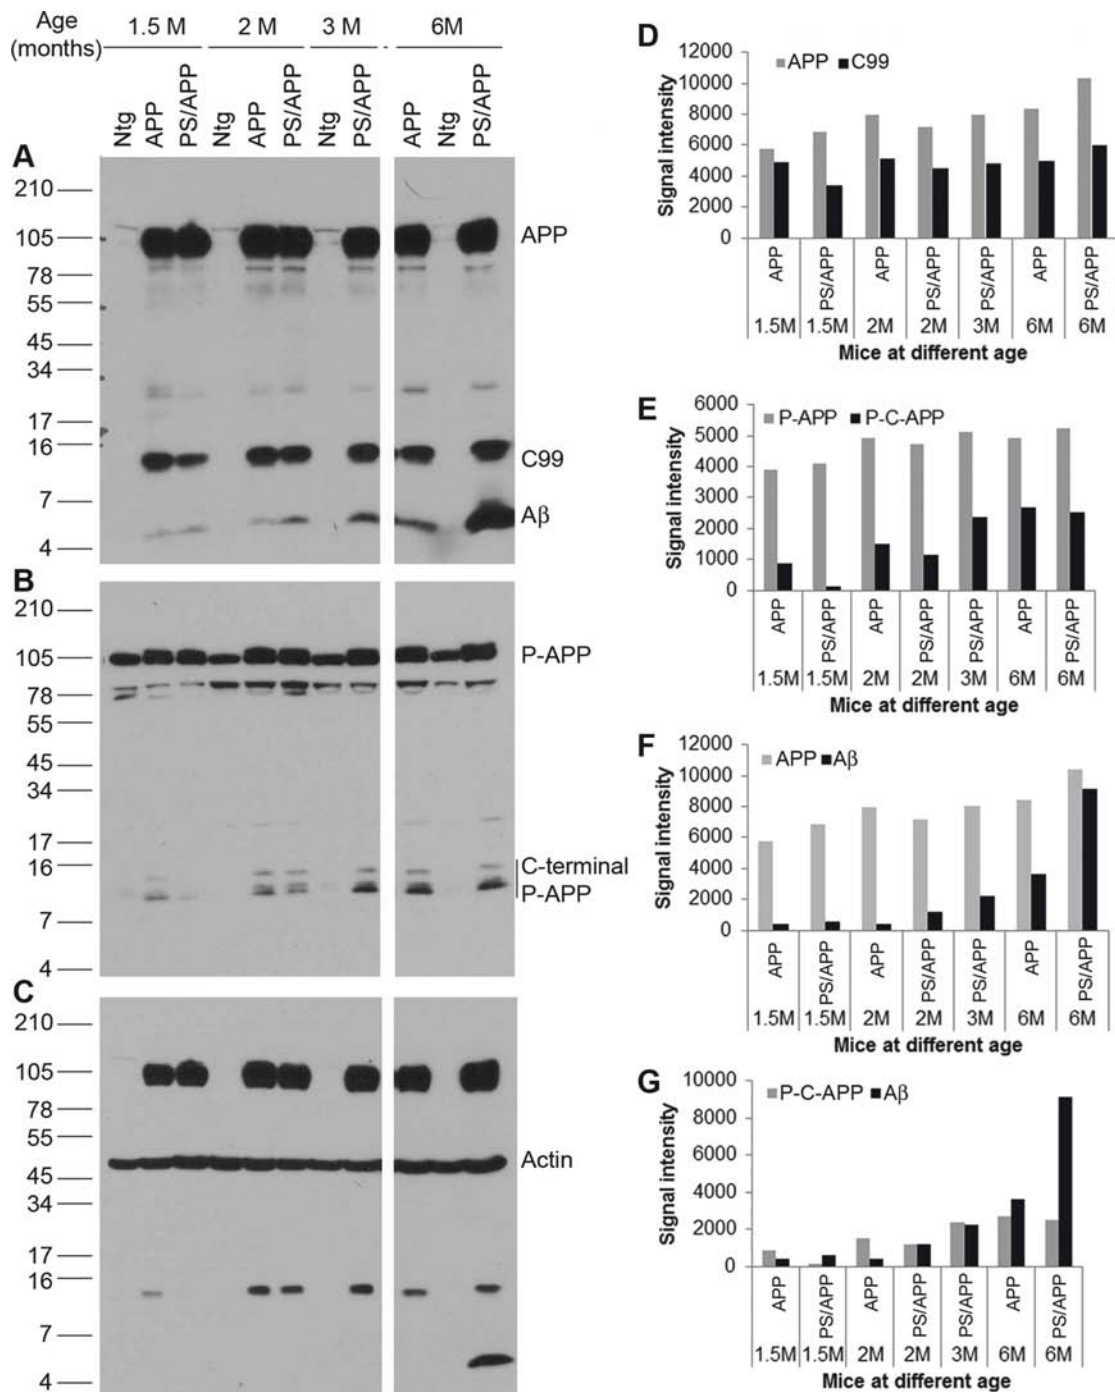 Age
(months)
1.5 M 2 M 3 M 6M
Ntg APP PS/APP Ntg APP PS/APP Ntg PS/APP APP Ntg PS/APP
A
210
105
78
55
45
34
17
16
7
4
APP
C99
Aβ
B
210
105
78
55
45
34
17
16
7
4
P-APP
C-terminal
P-APP
C
210
105
78
55
45
34
17
16
7
4
Actin
D
APP C99
Signal intensity
12000
10000
8000
6000
4000
2000
0
APP PS/APP APP PS/APP PS/APP APP PS/APP
1.5M 1.5M 2M 2M 3M 6M 6M
Mice at different age
E
P-APP P-C-APP
Signal intensity
6000
5000
4000
3000
2000
1000
0
APP PS/APP APP PS/APP PS/APP APP PS/APP
1.5M 1.5M 2M 2M 3M 6M 6M
Mice at different age
F
APP Aβ
Signal intensity
12000
10000
8000
6000
4000
2000
0
APP PS/APP APP PS/APP PS/APP APP PS/APP
1.5M 1.5M 2M 2M 3M 6M 6M
Mice at different age
G
P-C-APP Aβ
Signal intensity
10000
8000
6000
4000
2000
0
APP PS/APP APP PS/APP PS/APP APP PS/APP
1.5M 1.5M 2M 2M 3M 6M 6M
Mice at different age